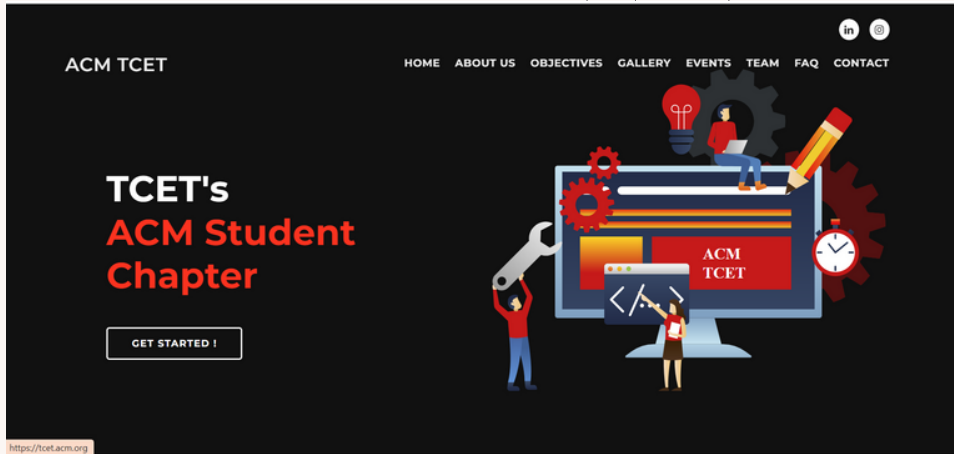 ACM TCET
HOME ABOUT US OBJECTIVES GALLERY EVENTS TEAM FAQ CONTACT
TCET's
ACM Student
Chapter
GET STARTED !
ACM
TCET
</...>
https://tcet.acm.org